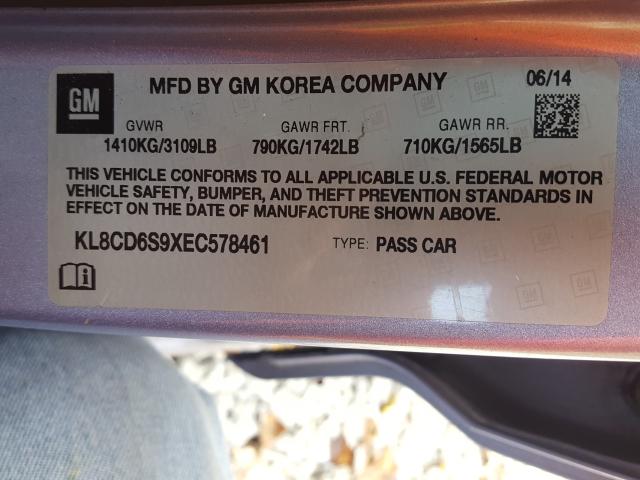 GM
MFD BY GM KOREA COMPANY 06/14
GVWR GAWR FRT. GAWR RR.
1410KG/3109LB 790KG/1742LB 710KG/1565LB
THIS VEHICLE CONFORMS TO ALL APPLICABLE U.S. FEDERAL MOTOR
VEHICLE SAFETY, BUMPER, AND THEFT PREVENTION STANDARDS IN
EFFECT ON THE DATE OF MANUFACTURE SHOWN ABOVE.
KL8CD6S9XEC578461 TYPE: PASS CAR